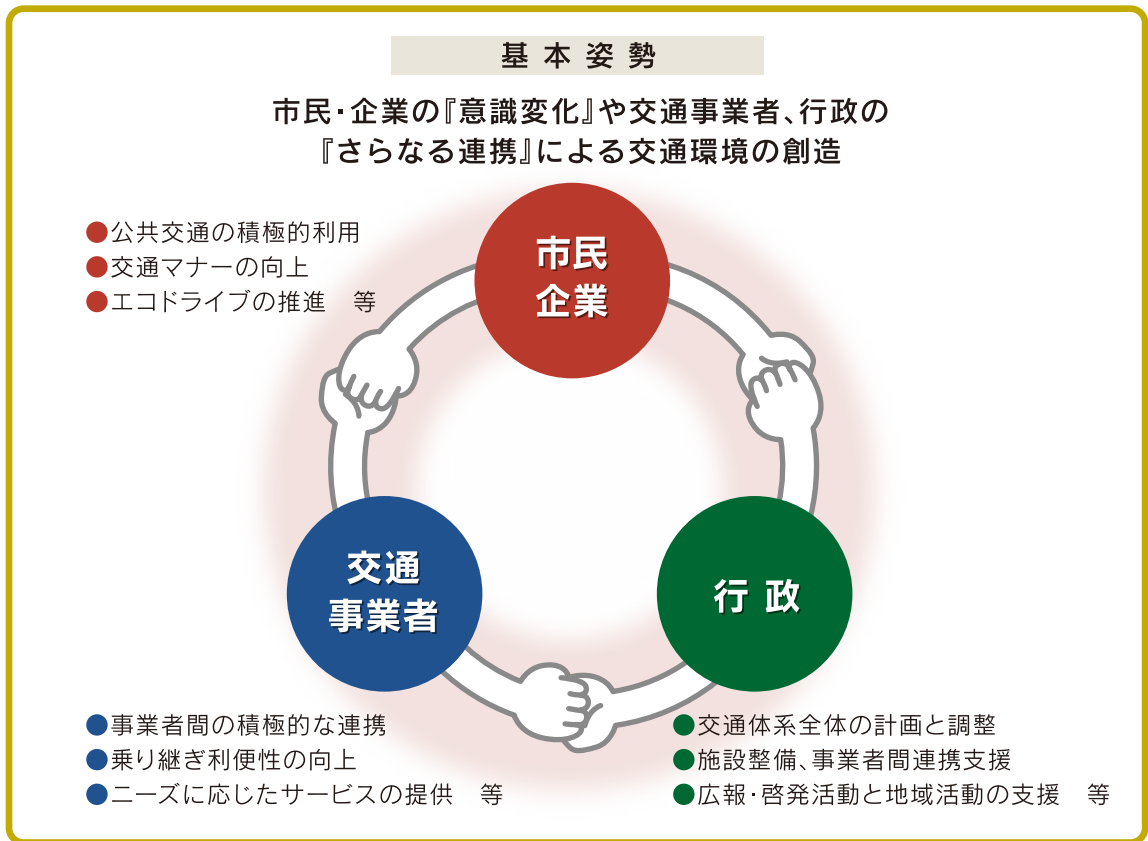 基本姿勢
市民・企業の『意識変化』や交通事業者、行政の
『さらなる連携』による交通環境の創造
●公共交通の積極的利用
●交通マナーの向上
●エコドライブの推進　等
市民
企業
交通
事業者
行政
●事業者間の積極的な連携
●乗り継ぎ利便性の向上
●ニーズに応じたサービスの提供　等
●交通体系全体の計画と調整
●施設整備、事業者間連携支援
●広報・啓発活動と地域活動の支援　等